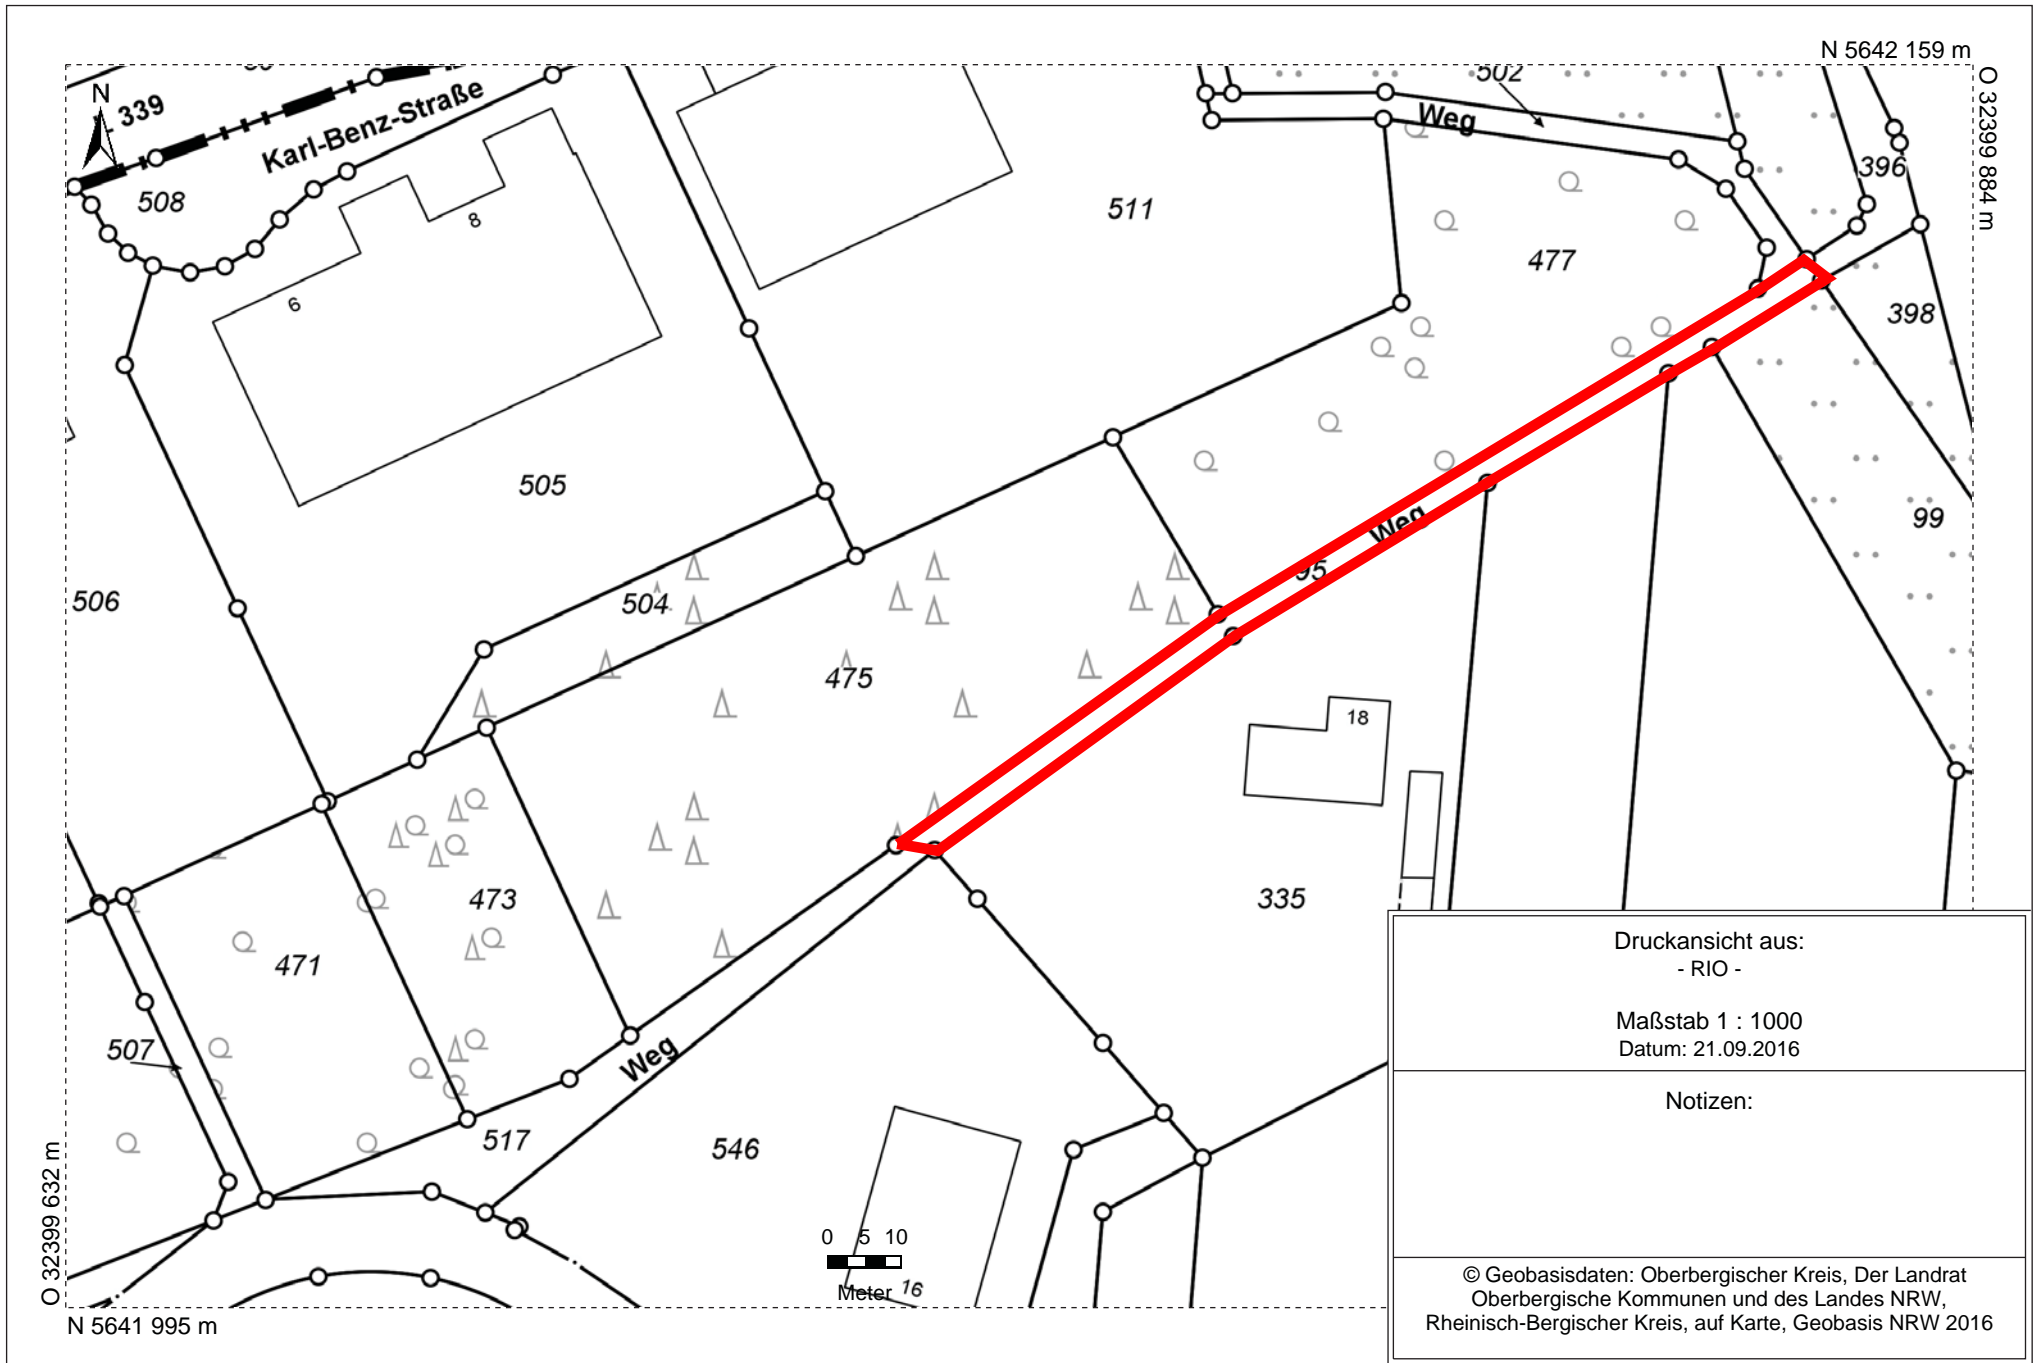 N 5642 159 m
O 32399 884 m
N
339
Karl-Benz-Straße
502
Weg
508
8
511
396
477
6
398
505
99
Weg
95
506
504
475
18
473
335
471
507
Weg
517
546
16
0 5 10
Meter
O 32399 632 m
N 5641 995 m
Druckansicht aus:
- RIO -
Maßstab 1 : 1000
Datum: 21.09.2016
Notizen:
© Geobasisdaten: Oberbergischer Kreis, Der Landrat
Oberbergische Kommunen und des Landes NRW,
Rheinisch-Bergischer Kreis, auf Karte, Geobasis NRW 2016